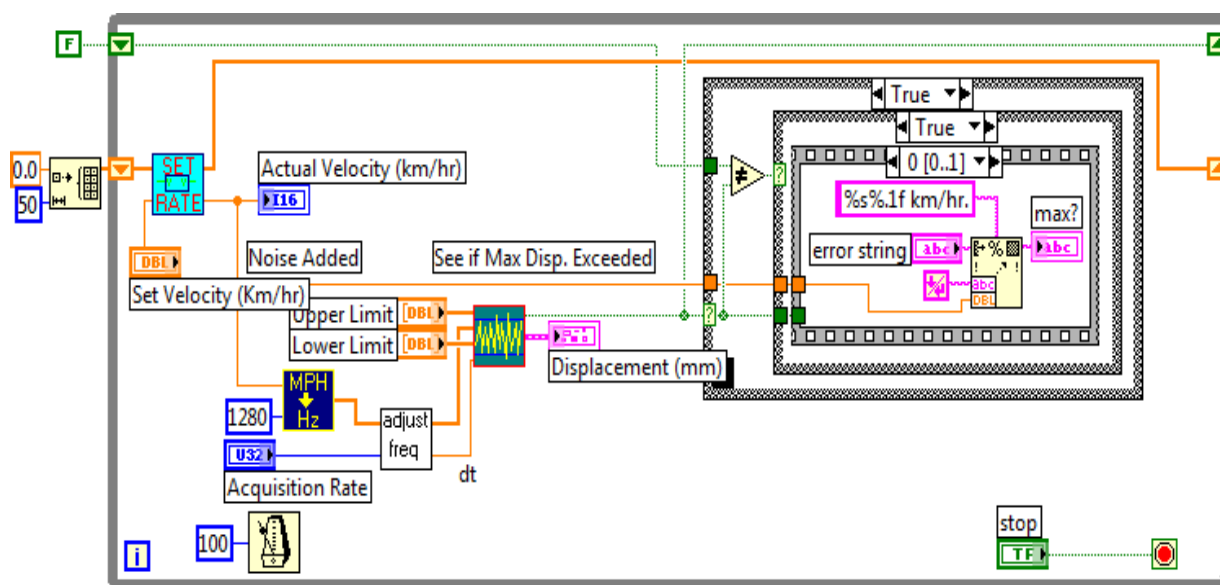 F
True
True
0 [0..1]
0.0
50
SET
RATE
Actual Velocity (km/hr)
I16
%s%.1f km/hr.
max?
abc
error string
abc
%
abc
DBL
DBL
Set Velocity (Km/hr)
Noise Added
See if Max Disp. Exceeded
Upper Limit
DBL
Lower Limit
DBL
Displacement (mm)
MPH
Hz
1280
adjust
freq
U32
dt
Acquisition Rate
100
i
stop
TF